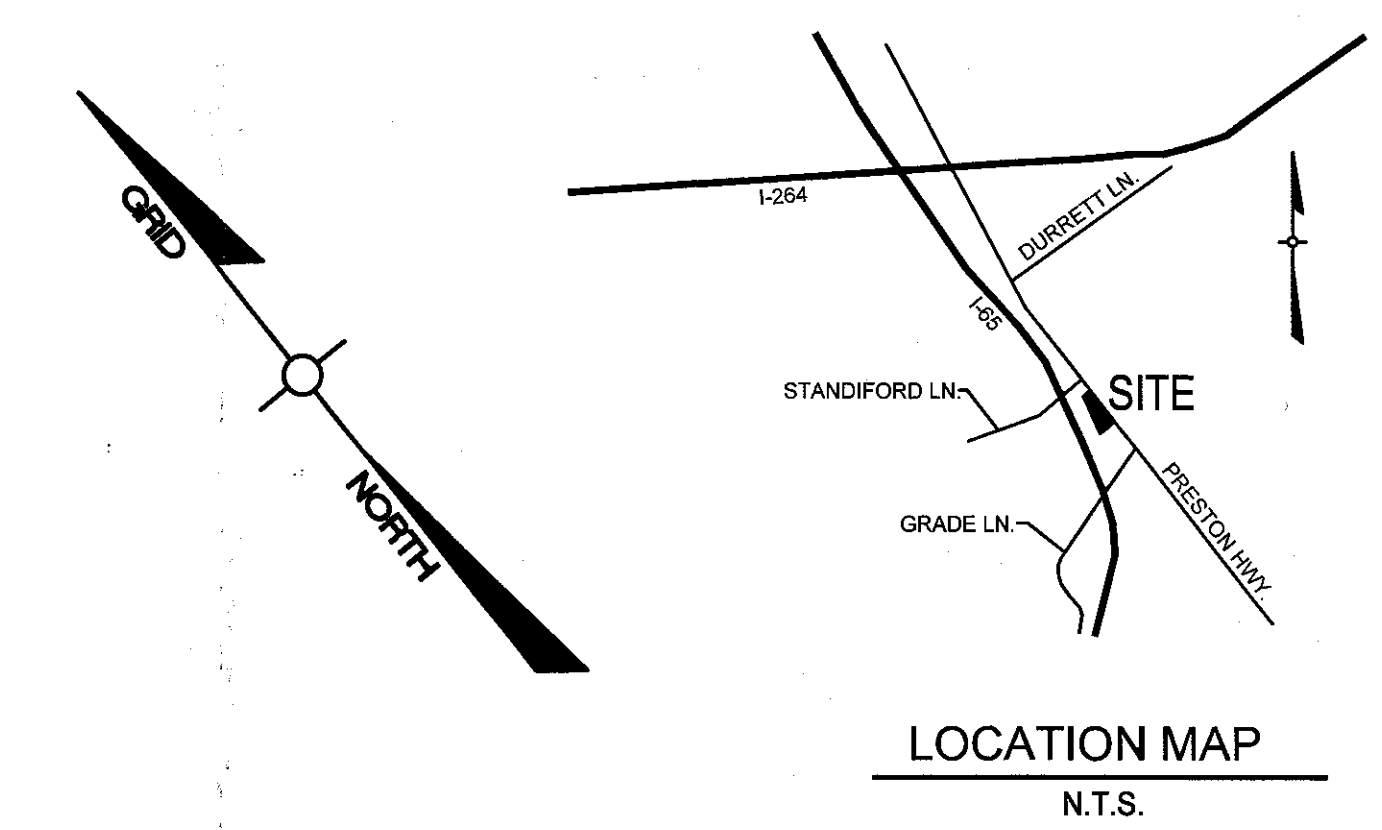 GRID
NORTH
I-264
DURRETT LN.
I-65
STANDIFORD LN.
SITE
GRADE LN.
PRESTON HWY.
LOCATION MAP
N.T.S.